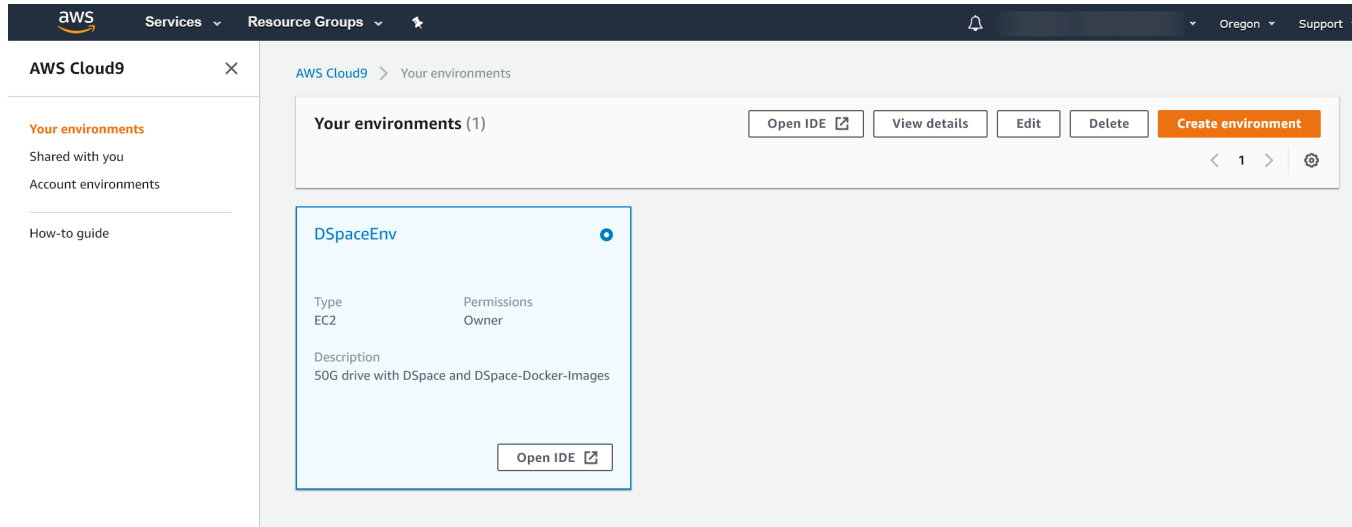 aws Services Resource Groups Oregon Support
AWS Cloud9
Your environments
Shared with you
Account environments
How-to guide
AWS Cloud9 > Your environments
Your environments (1) Open IDE View details Edit Delete Create environment
< 1 >
DSpaceEnv
Type Permissions
EC2 Owner
Description
50G drive with DSpace and DSpace-Docker-Images
Open IDE